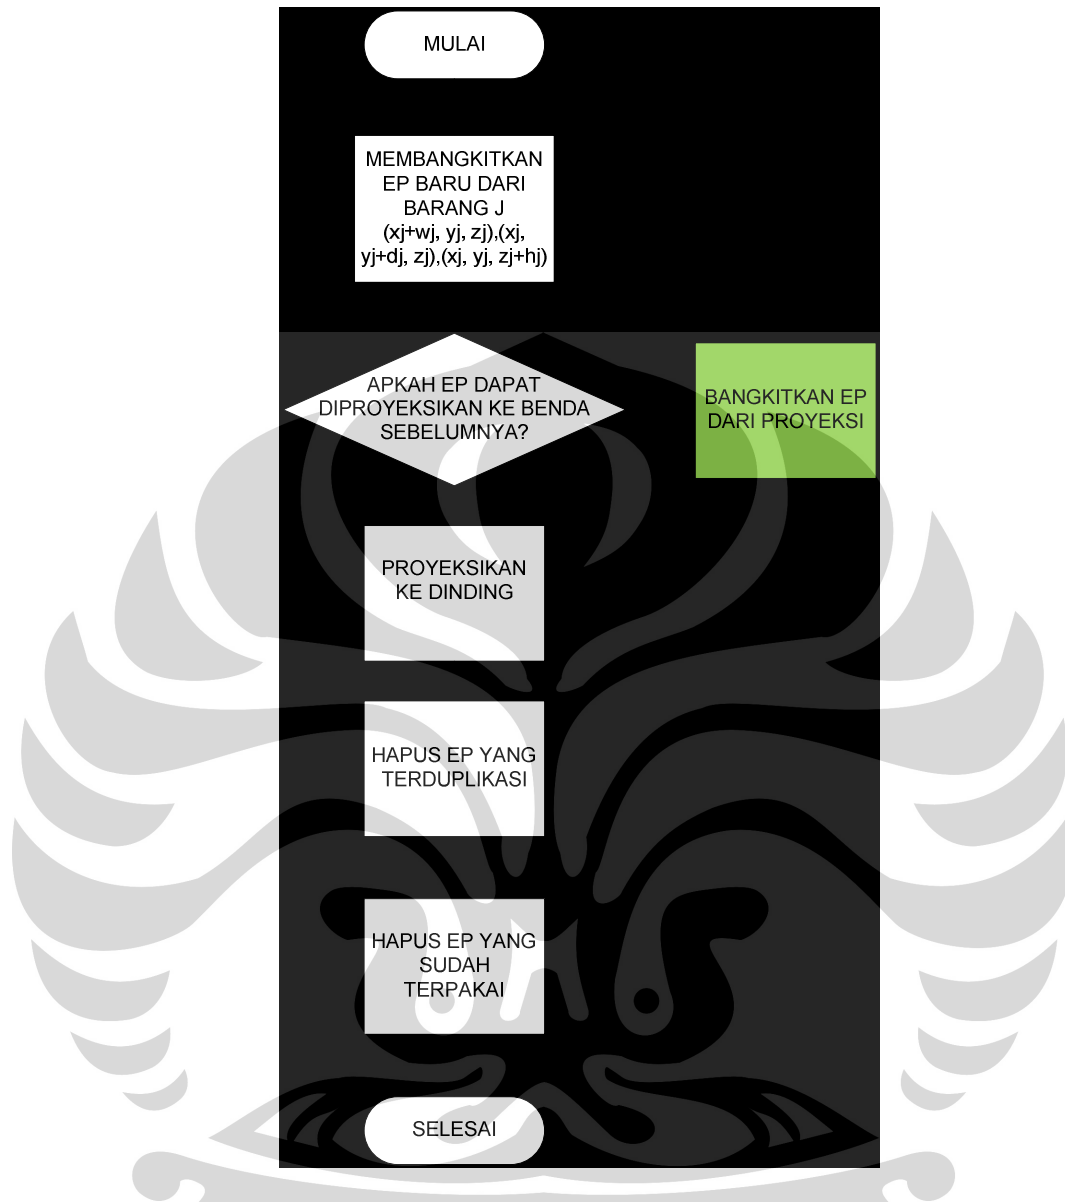 MULAI
MEMBANGKITKAN
EP BARU DARI
BARANG J
(xj+wj, yj, zj),(xj,
yj+dj, zj),(xj, yj, zj+hj)
APKAH EP DAPAT
DIPROYEKSIKAN KE BENDA
SEBELUMNYA?
BANGKITKAN EP
DARI PROYEKSI
PROYEKSIKAN
KE DINDING
HAPUS EP YANG
TERDUPLIKASI
HAPUS EP YANG
SUDAH
TERPAKAI
SELESAI